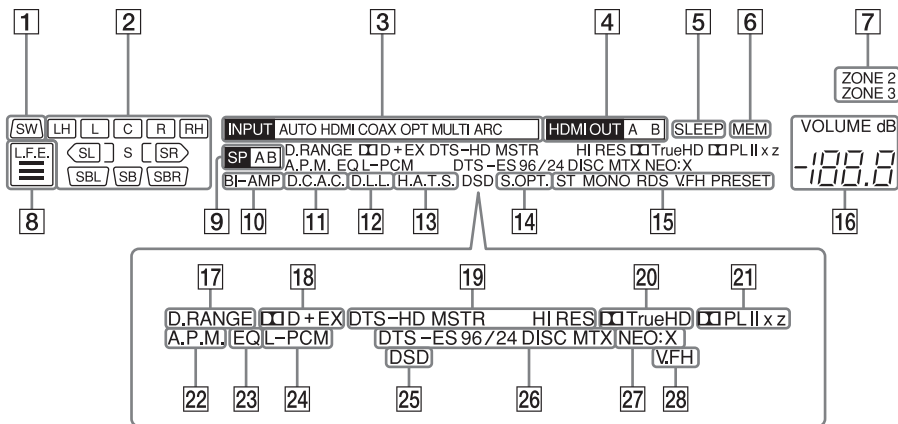 1 2 3 4 5 6 7
ZONE 2
ZONE 3
SW LH L C R RH INPUT AUTO HDMI COAX OPT MULTI ARC HDMI OUT A B SLEEP MEM VOLUME dB
L.F.E. SL S SR SP A B D.RANGE D+EX DTS-HD MSTR HI RES TrueHD PLII x z
A.P.M. EQ L-PCM DTS-ES 96/24 DISC MTX NEO:X
SBL SB SBR BI-AMP D.C.A.C. D.L.L. H.A.T.S. DSD S.OPT. ST MONO RDS V.FH PRESET -188.8
8 9 10 11 12 13 14 15 16
17 18 19 20 21
D.RANGE D+EX DTS-HD MSTR HI RES TrueHD PLII x z
A.P.M. EQ L-PCM DTS-ES 96/24 DISC MTX NEO:X
DSD V.FH
22 23 24 25 26 27 28